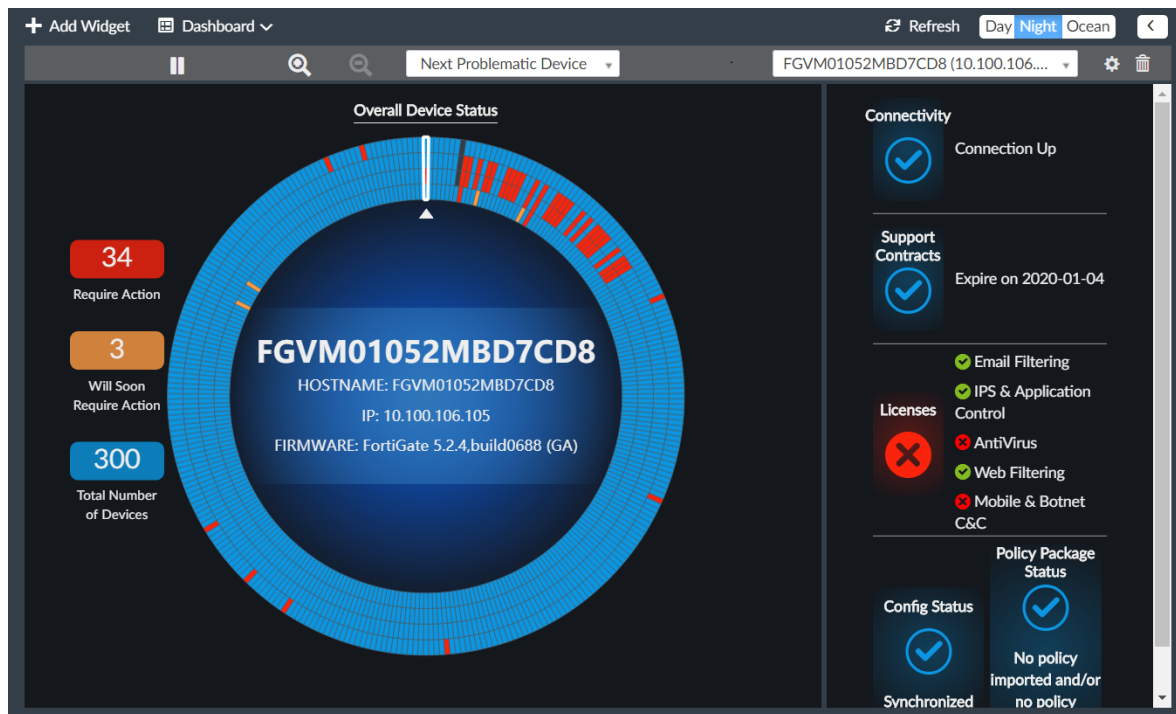 Add Widget
Dashboard
Refresh
Day Night Ocean
Next Problematic Device
FGVM01052MBD7CD8 (10.100.106....
Overall Device Status
34
Require Action
3
Will Soon
Require Action
300
Total Number
of Devices
FGVM01052MBD7CD8
HOSTNAME: FGVM01052MBD7CD8
IP: 10.100.106.105
FIRMWARE: FortiGate 5.2.4,build0688 (GA)
Connectivity
Connection Up
Support
Contracts
Expire on 2020-01-04
Licenses
Email Filtering
IPS & Application
Control
AntiVirus
Web Filtering
Mobile & Botnet
C&C
Config Status
Synchronized
Policy Package
Status
No policy
imported and/or
no policy